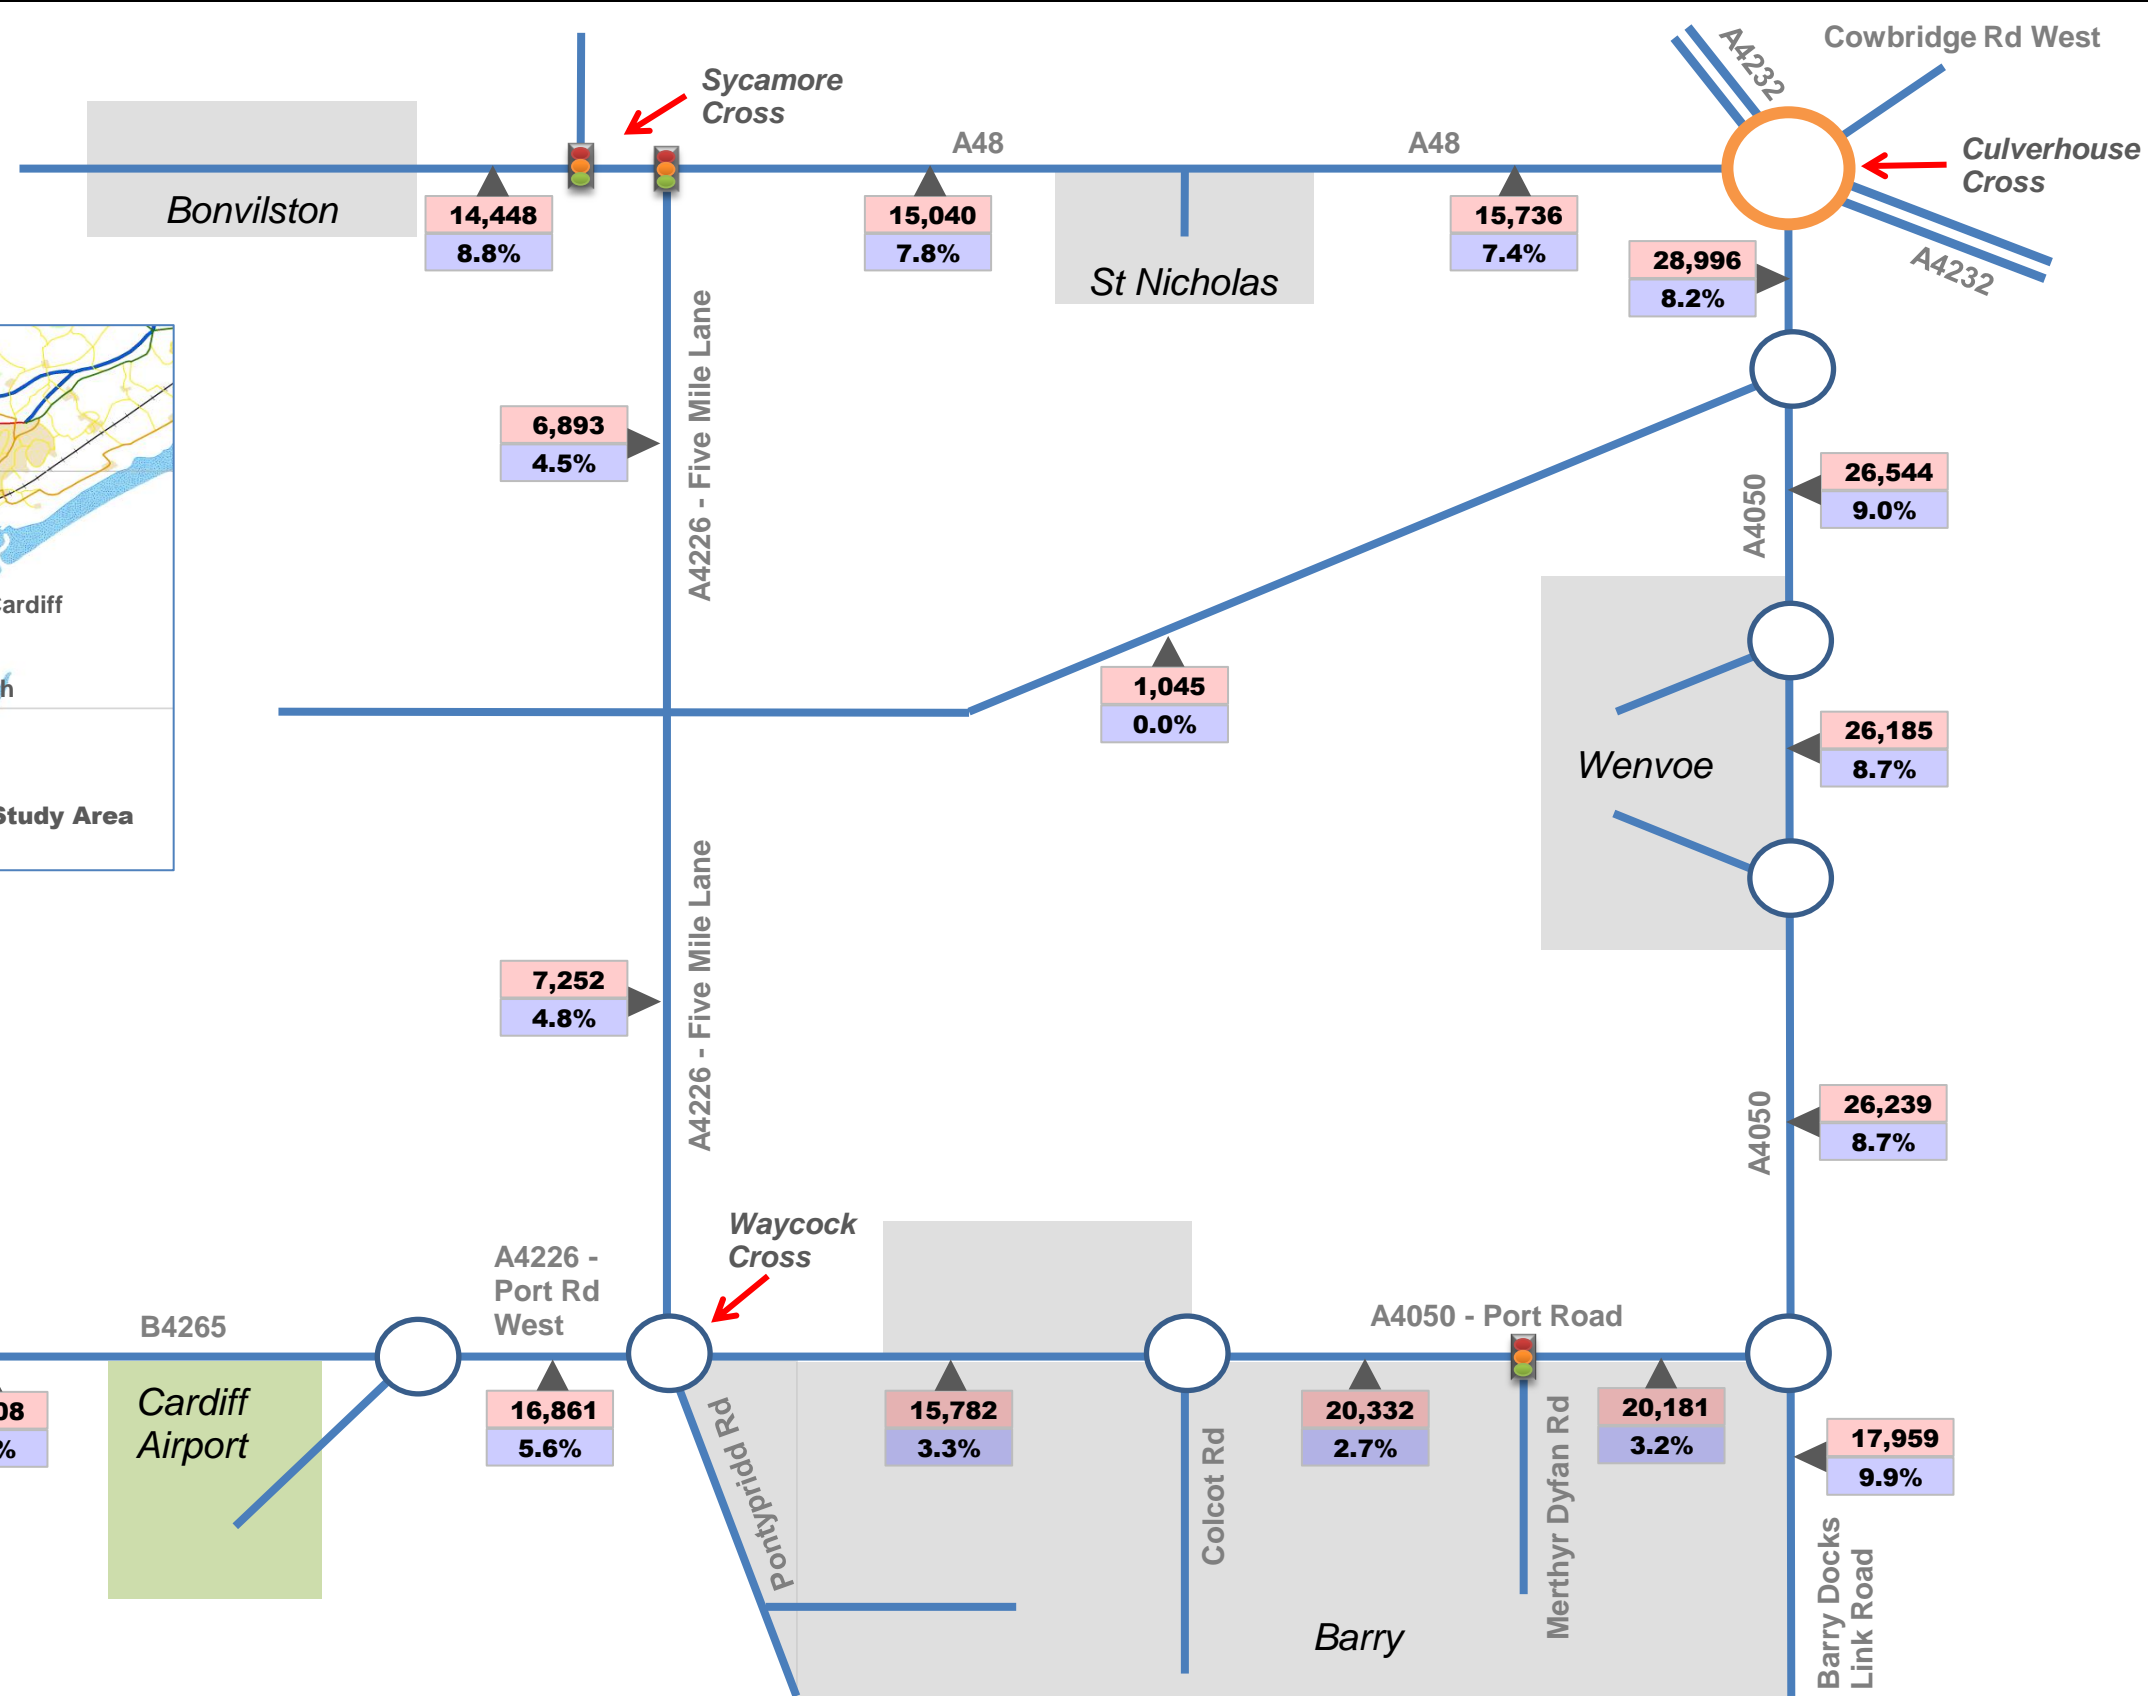 Cowbridge Rd West
A4232
Sycamore
Cross
A48
A48
Culverhouse
Cross
Bonvilston
14,448
8.8%
15,040
7.8%
St Nicholas
15,736
7.4%
28,996
8.2%
A4232
A4226 - Five Mile Lane
6,893
4.5%
A4050
26,544
9.0%
1,045
0.0%
Wenvoe
26,185
8.7%
Study Area
A4226 - Five Mile Lane
7,252
4.8%
A4050
26,239
8.7%
Waycock
Cross
A4226 -
Port Rd
West
B4265
A4050 - Port Road
Cardiff
Airport
16,861
5.6%
Pontypridd Rd
15,782
3.3%
Colcot Rd
20,332
2.7%
Merthyr Dyfan Rd
20,181
3.2%
17,959
9.9%
Barry Docks
Link Road
Barry